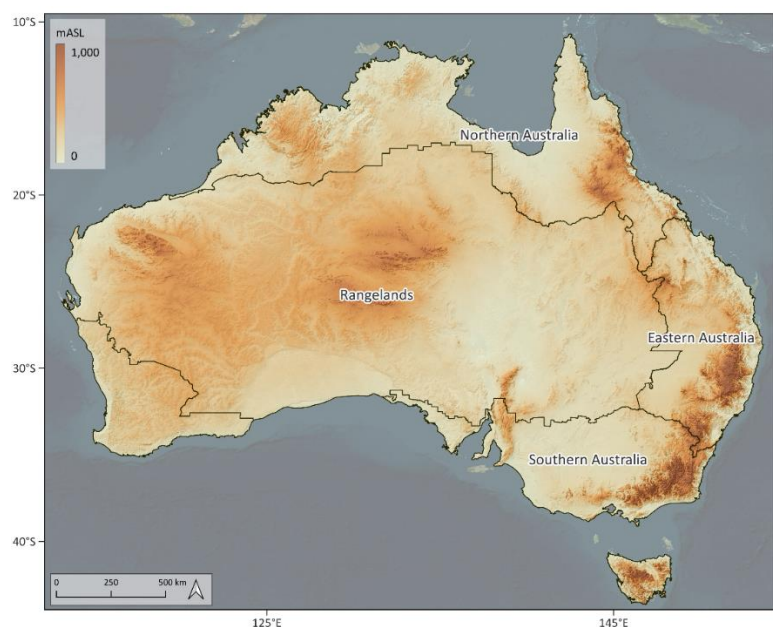 10°S
mASL
1,000
0
Northern Australia
20°S
Rangelands
Eastern Australia
30°S
Southern Australia
40°S
0 250 500 km
125°E 145°E